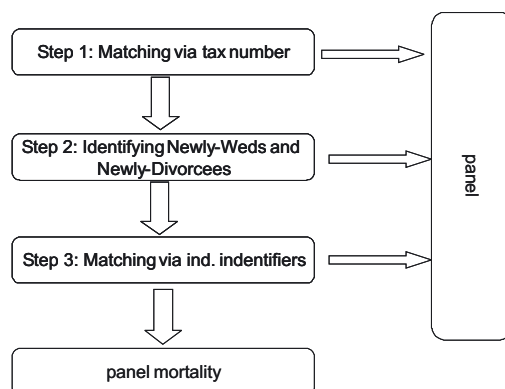 Step 1: Matching via tax number
Step 2: Identifying Newly-Weds and
Newly-Divorcees
panel
Step 3: Matching via ind. indentifiers
panel mortality